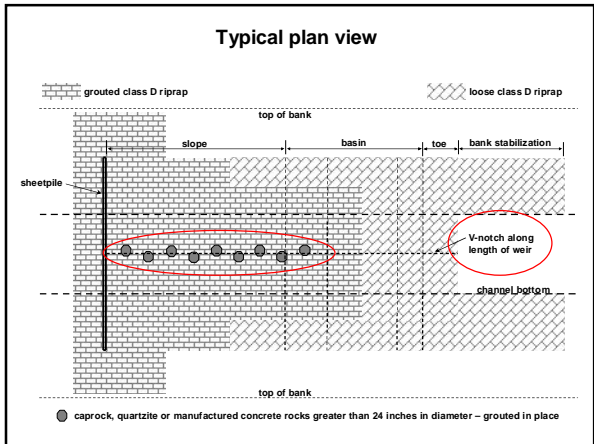 Typical plan view
grouted class D riprap
loose class D riprap
top of bank
slope
basin
toe
bank stabilization
sheetpile
V-notch along
length of weir
channel bottom
top of bank
caprock, quartzite or manufactured concrete rocks greater than 24 inches in diameter – grouted in place